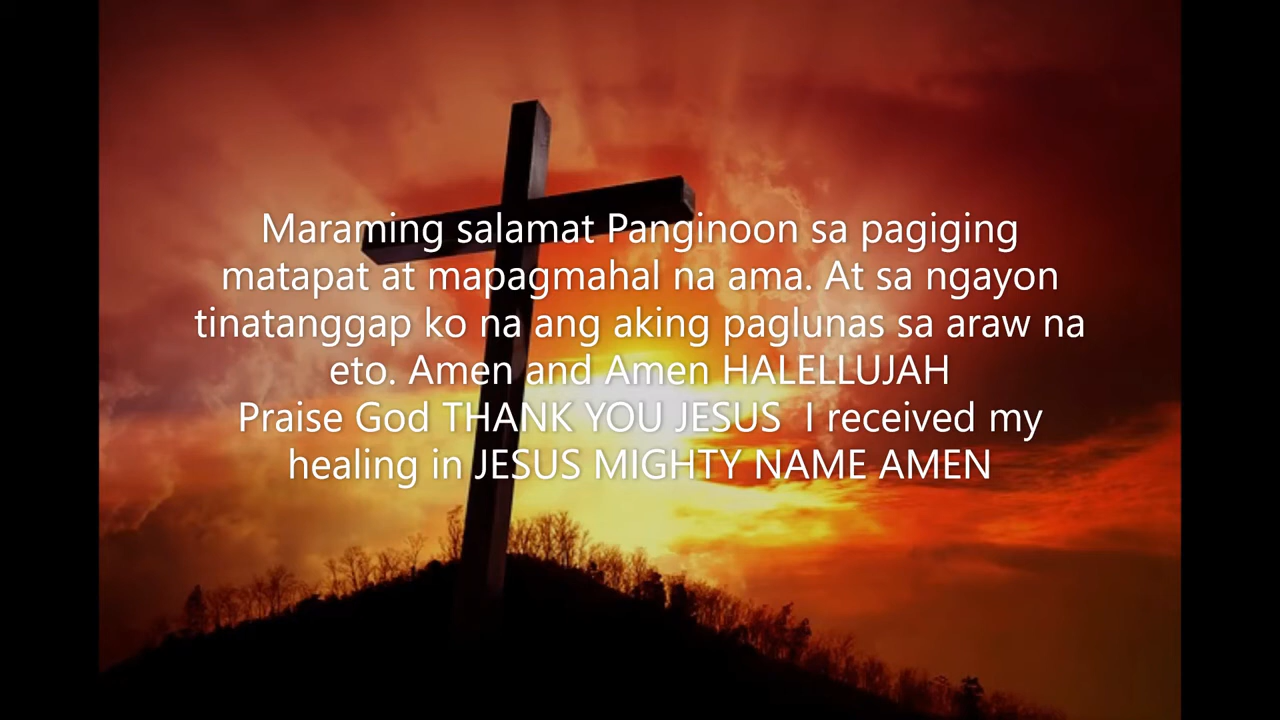 Maraming salamat Panginoon sa pagiging
matapat at mapagmahal na ama. At sa ngayon
tinatanggap ko na ang aking paglunas sa araw na
eto. Amen and Amen HALELLUJAH
Praise God THANK YOU JESUS  I received my
healing in JESUS MIGHTY NAME AMEN